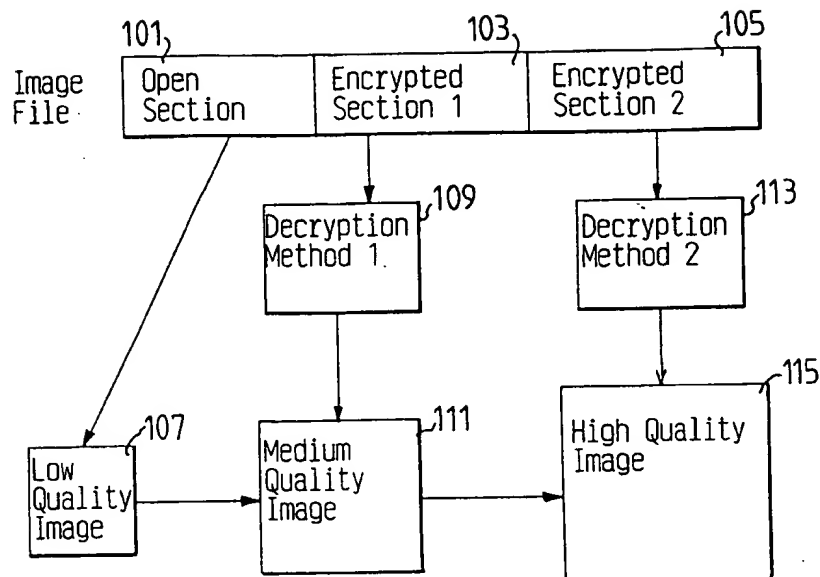 101
103
105
Image
File
Open
Section
Encrypted
Section 1
Encrypted
Section 2
109
113
Decryption
Method 1
Decryption
Method 2
107
111
115
Low
Quality
Image
Medium
Quality
Image
High Quality
Image